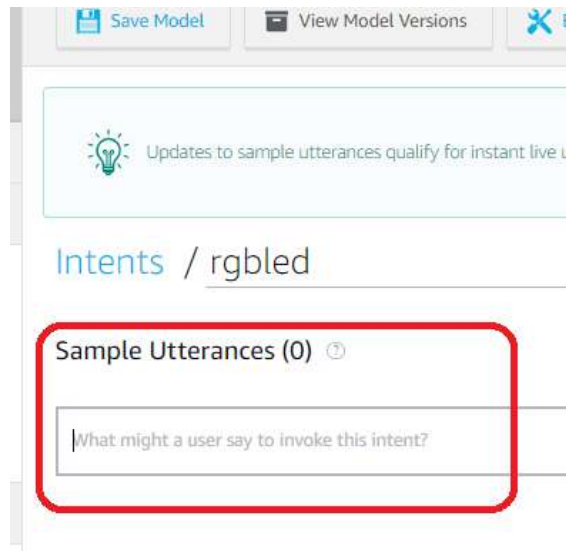 Save Model View Model Versions
Updates to sample utterances qualify for instant live
Intents / rgbled
Sample Utterances (0) ?
What might a user say to invoke this intent?